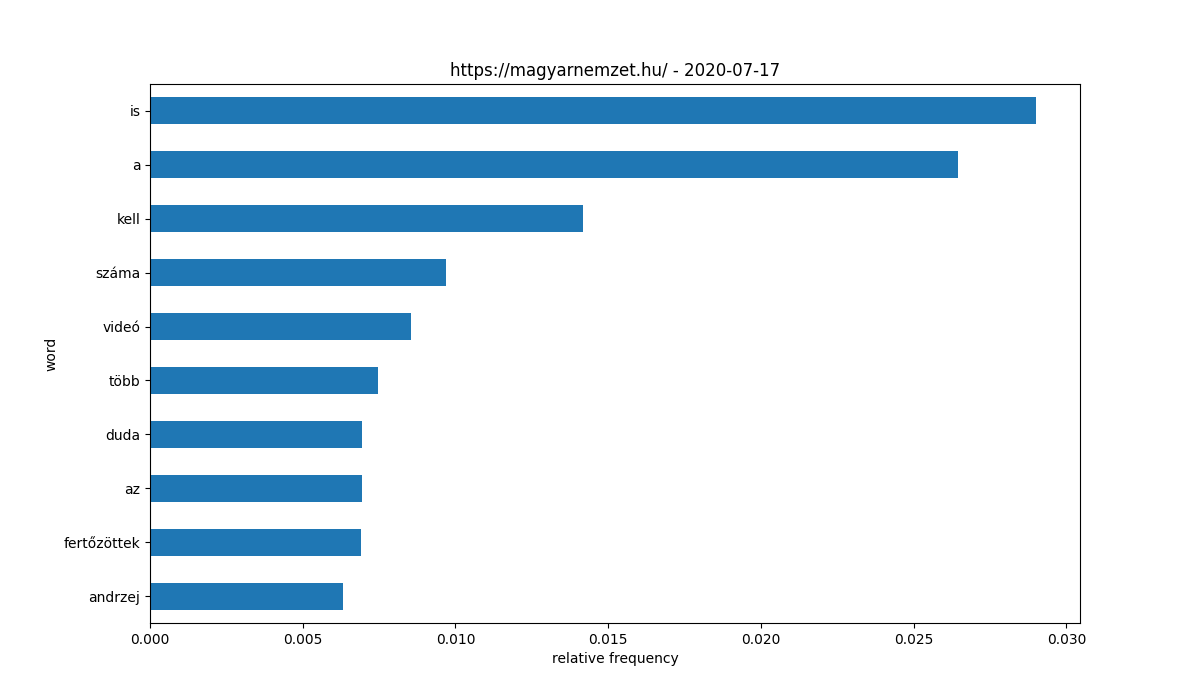 https://magyarnemzet.hu/ - 2020-07-17
is
a
kell
száma
videó
több
duda
az
fertőzöttek
andrzej
word
0.000 0.005 0.010 0.015 0.020 0.025 0.030
relative frequency